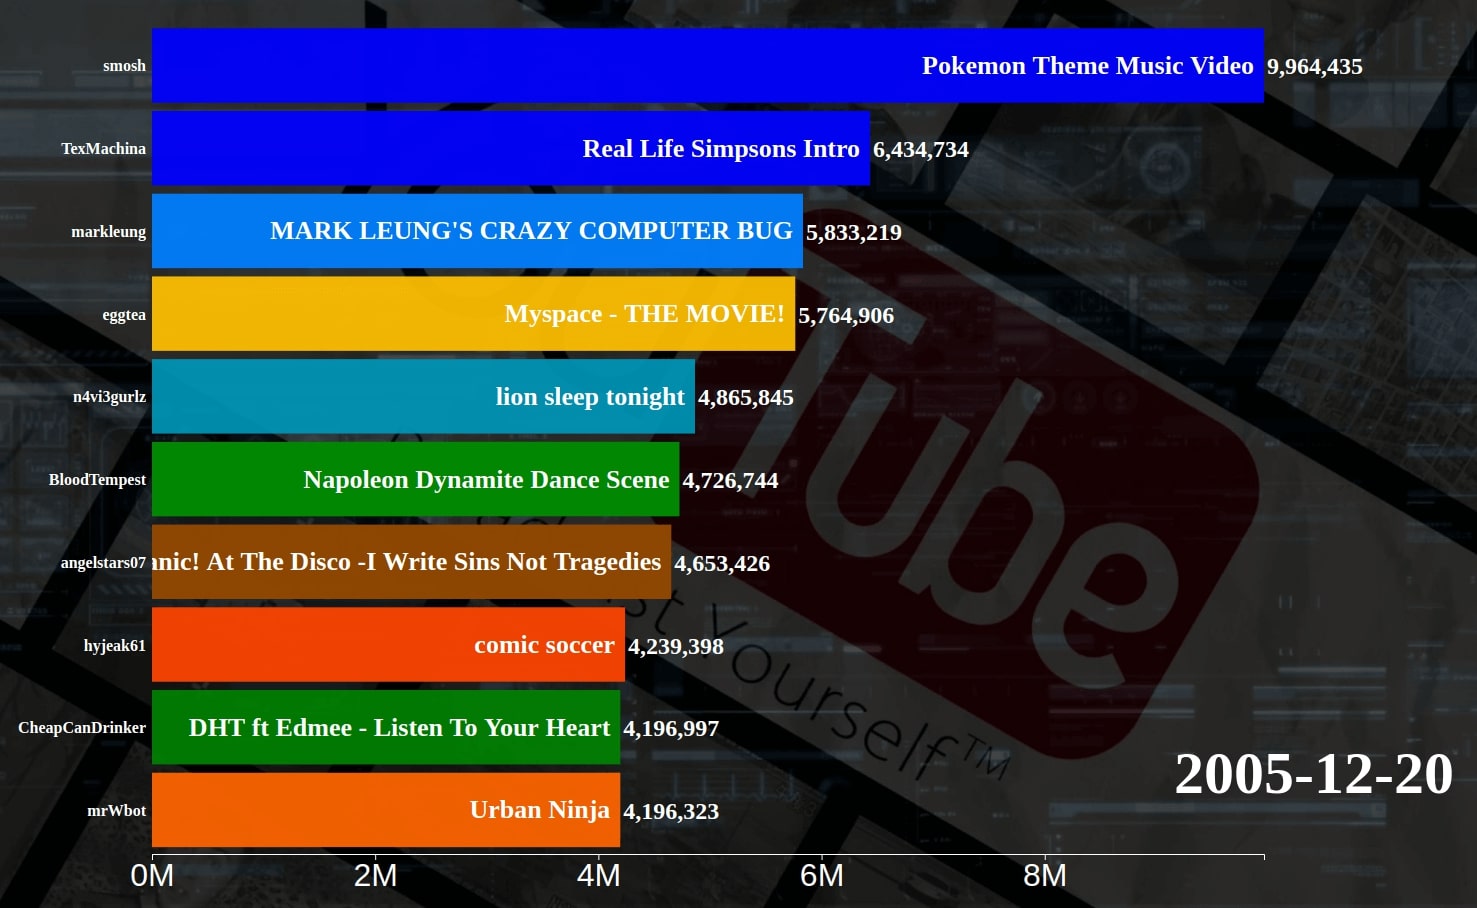 smosh Pokemon Theme Music Video 9,964,435
TexMachina Real Life Simpsons Intro 6,434,734
markleung MARK LEUNG'S CRAZY COMPUTER BUG 5,833,219
eggtea Myspace - THE MOVIE! 5,764,906
n4vi3gurlz lion sleep tonight 4,865,845
BloodTempest Napoleon Dynamite Dance Scene 4,726,744
angelstars07 anic! At The Disco -I Write Sins Not Tragedies 4,653,426
hyjeak61 comic soccer 4,239,398
CheapCanDrinker DHT ft Edmee - Listen To Your Heart 4,196,997
mrWbot Urban Ninja 4,196,323
Tube
Yourself™
2005-12-20
0M 2M 4M 6M 8M